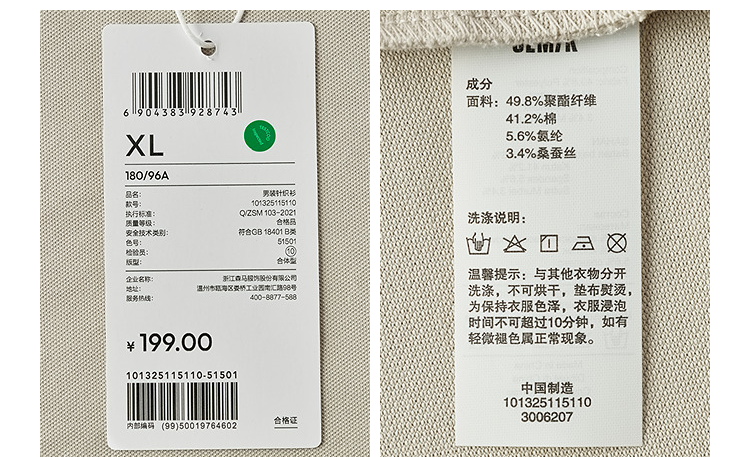 6 904383 928743
XL
180/96A
品名: 男装针织衫
款号: 101325115110
执行标准: Q/ZSM 103-2021
质量等级: 合格品
安全技术类别: 符合GB 18401 B类
色号: 51501
检验员: 10
版型: 合体型
企业名称: 浙江森马服饰股份有限公司
地址: 温州市瓯海区娄桥工业园南汇路98号
服务热线: 400-8877-588
¥ 199.00
101325115110-51501
内部编码 (99)50019764602
合格证
成分
面料: 49.8%聚酯纤维
41.2%棉
5.6%氨纶
3.4%桑蚕丝
洗涤说明:
温馨提示: 与其他衣物分开
洗涤, 不可烘干, 垫布熨烫,
为保持衣服色泽, 衣服浸泡
时间不可超过10分钟, 如有
轻微褪色属正常现象。
中国制造
101325115110
3006207